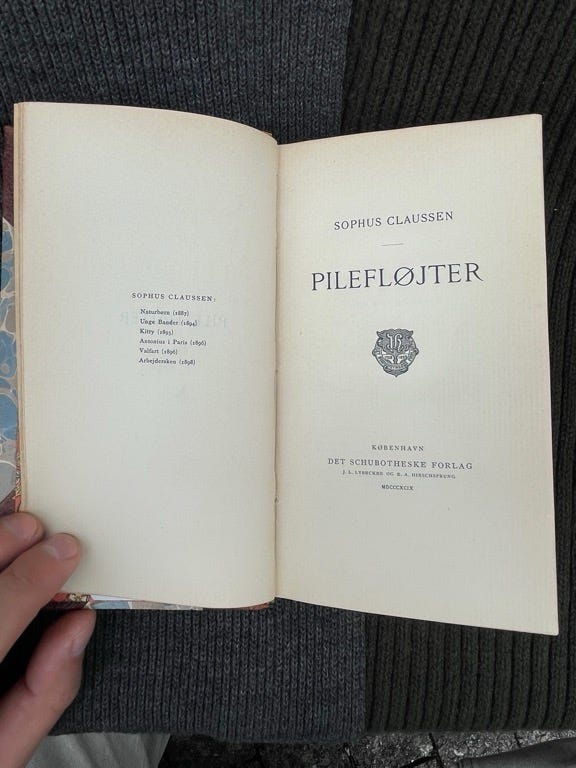 SOPHUS CLAUSSEN:
Naturbørn (1887)
Unge Bander (1894)
Kitty (1895)
Antonius i Paris (1896)
Valfart (1896)
Arbejdersken (1898)
SOPHUS CLAUSSEN
PILEFLØJTER
KØBENHAVN
DET SCHUBOTHESKE FORLAG
J. L. LYBECKER OG E. A. HIRSCHSPRUNG
MDCCCXCIX